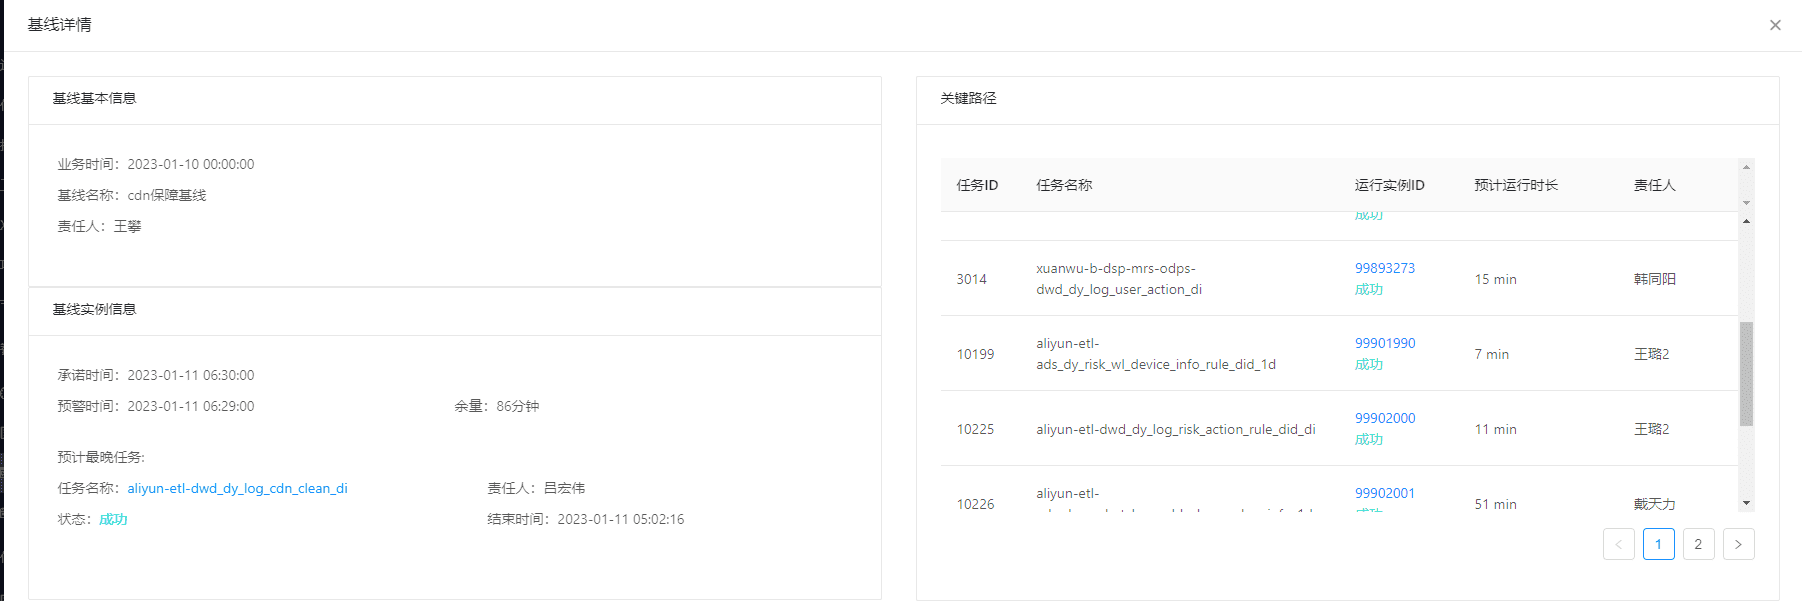 基线详情
基线基本信息
业务时间：2023-01-10 00:00:00
基线名称：cdn保障基线
责任人：王攀
基线实例信息
承诺时间：2023-01-11 06:30:00
预警时间：2023-01-11 06:29:00 余量：86分钟
预计最晚任务:
任务名称：aliyun-etl-dwd_dy_log_cdn_clean_di 责任人：吕宏伟
状态：成功 结束时间：2023-01-11 05:02:16
关键路径
任务ID 任务名称 运行实例ID 预计运行时长 责任人
成功
3014 xuanwu-b-dsp-mrs-odps- 99893273 15 min 韩同阳
dwd_dy_log_user_action_di 成功
10199 aliyun-etl- 99901990 7 min 王璐2
ads_dy_risk_wl_device_info_rule_did_1d 成功
10225 aliyun-etl-dwd_dy_log_risk_action_rule_did_di 99902000 11 min 王璐2
成功
10226 aliyun-etl- 99902001 51 min 戴天力
成功
1 2